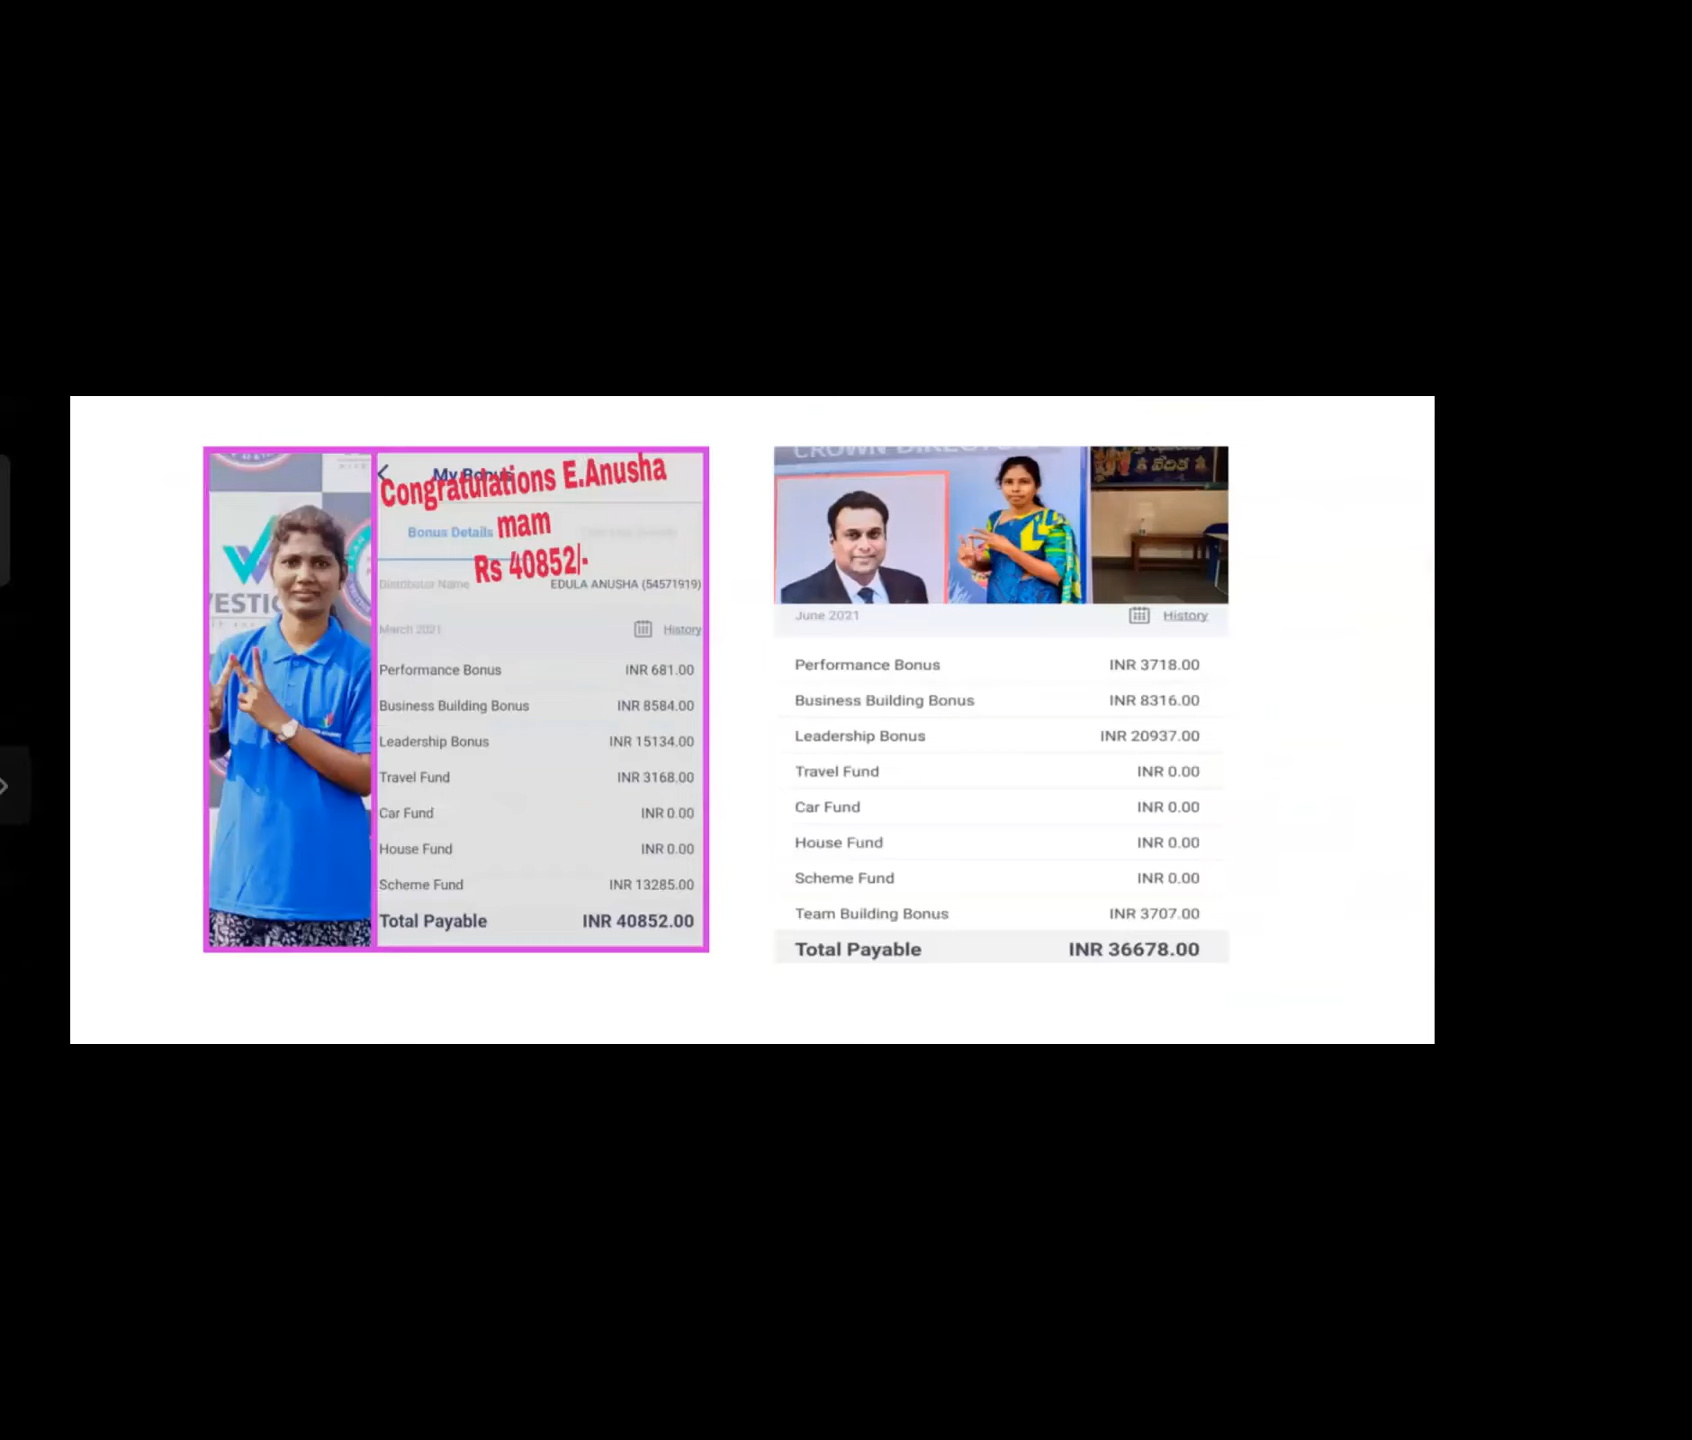 VESTIG
My Bonus
Congratulations E.Anusha
mam
Rs 40852/-
Bonus Details
Distributor Name EDULA ANUSHA (54571919)
March 2021 History
Performance Bonus INR 681.00
Business Building Bonus INR 8584.00
Leadership Bonus INR 15134.00
Travel Fund INR 3168.00
Car Fund INR 0.00
House Fund INR 0.00
Scheme Fund INR 13285.00
Total Payable INR 40852.00
CROWN DIRECTO
June 2021 History
Performance Bonus INR 3718.00
Business Building Bonus INR 8316.00
Leadership Bonus INR 20937.00
Travel Fund INR 0.00
Car Fund INR 0.00
House Fund INR 0.00
Scheme Fund INR 0.00
Team Building Bonus INR 3707.00
Total Payable INR 36678.00